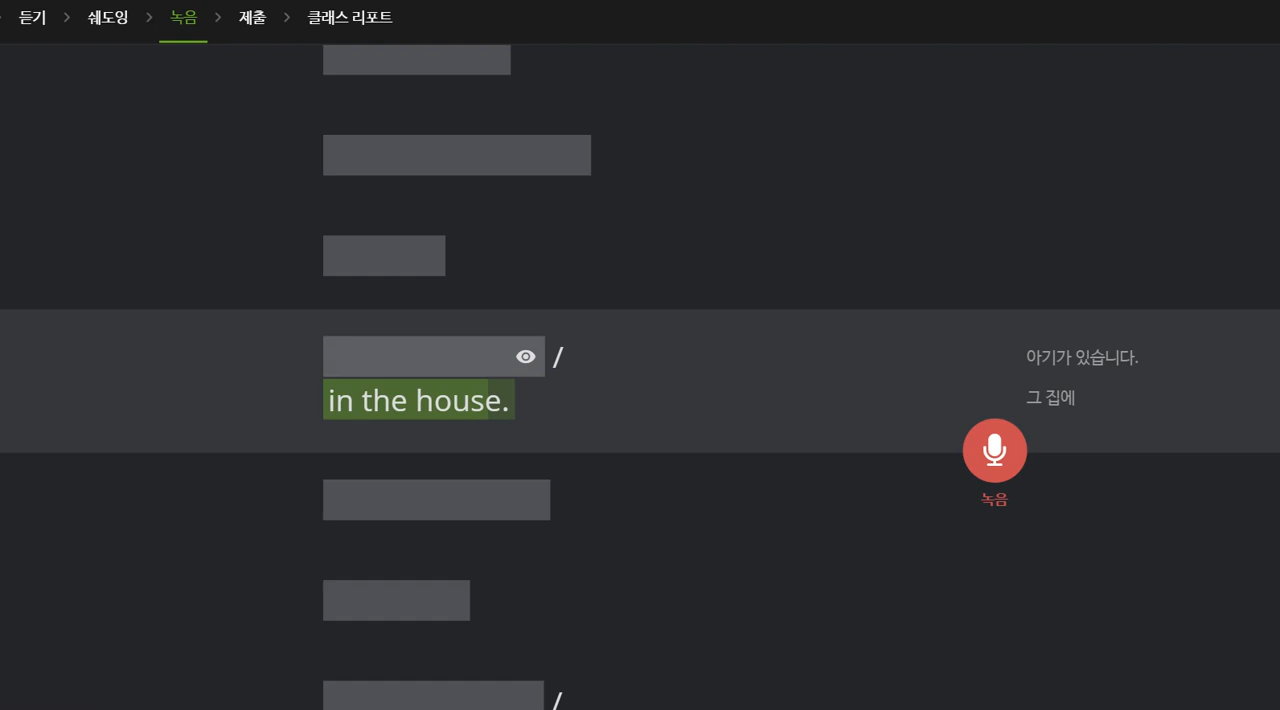 듣기 > 쉐도잉 > 녹음 > 제출 > 클래스 리포트
/
아기가 있습니다.
in the house.
그 집에
녹음
/